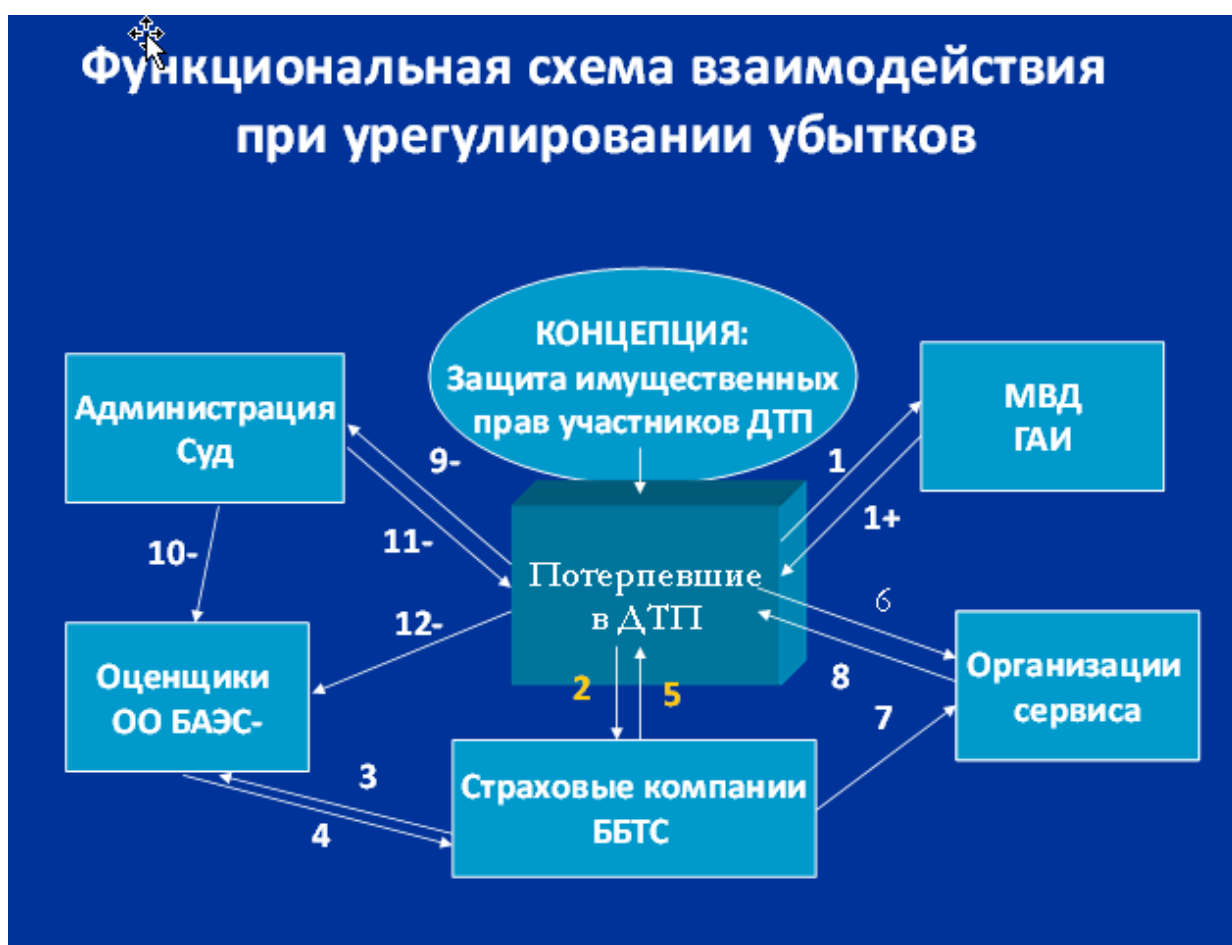 Функциональная схема взаимодействия
при урегулировании убытков
КОНЦЕПЦИЯ:
Защита имущественных
прав участников ДТП
Администрация
Суд
МВД
ГАИ
9-
1
1+
10-
11-
Потерпевшие
в ДТП
6
12-
Оценщики
ОО БАЭС-
2
5
8
Организации
сервиса
7
3
4
Страховые компании
ББТС